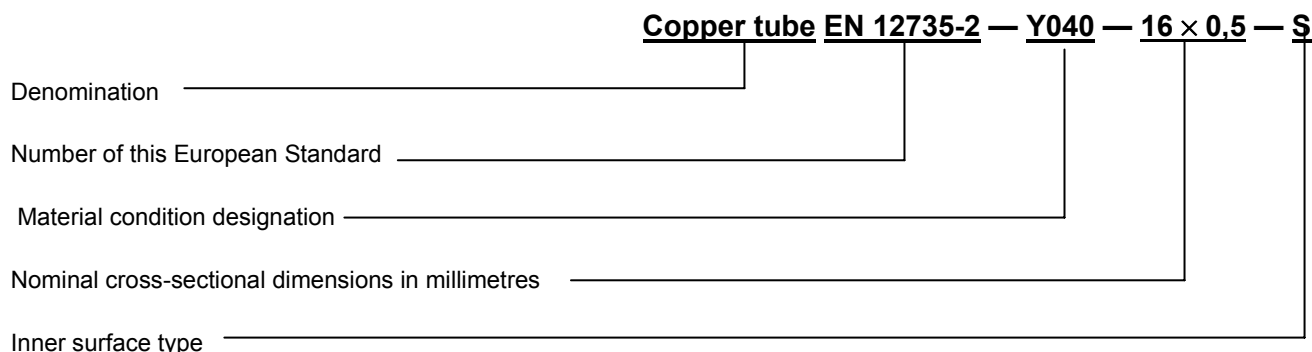 Copper tube EN 12735-2 — Y040 — 16 × 0,5 — S
Denomination
Number of this European Standard
Material condition designation
Nominal cross-sectional dimensions in millimetres
Inner surface type